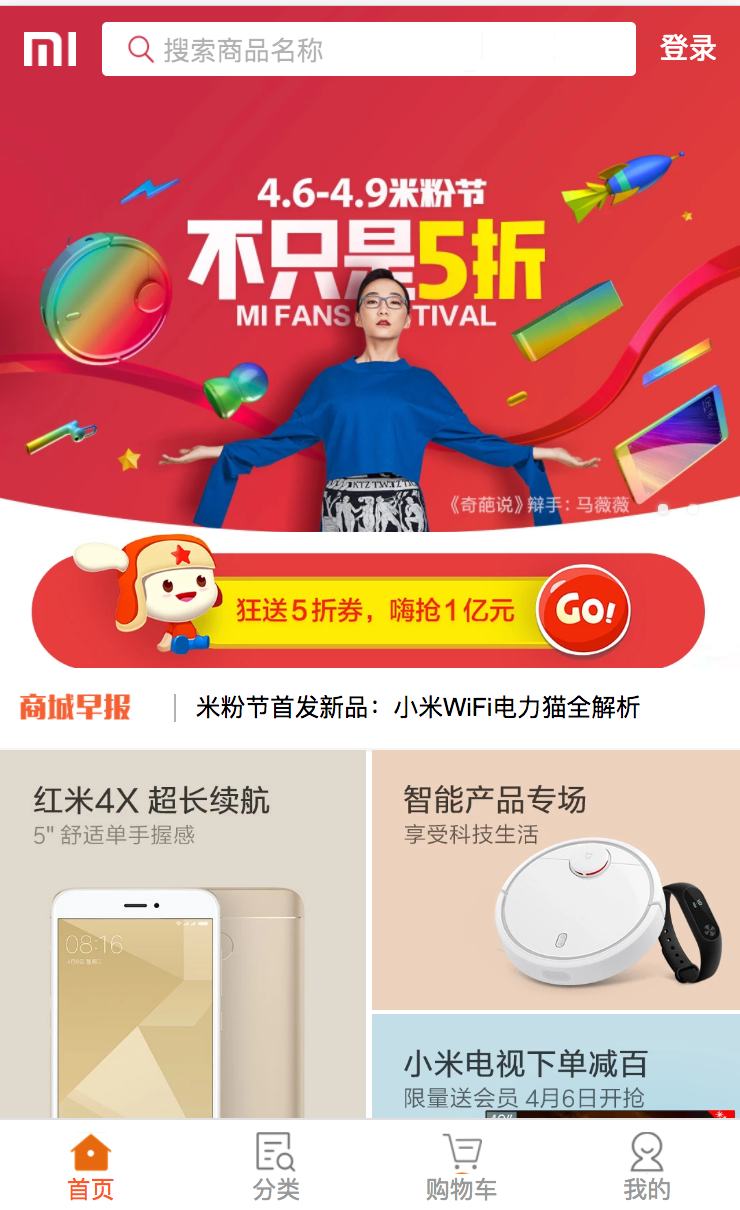 mi
搜索商品名称
登录
4.6-4.9米粉节
不只是5折
MI FANS TIVAL
KTZ TWTZ KTZ
《奇葩说》辩手：马薇薇
狂送5折券，嗨抢1亿元
GO!
商城早报
米粉节首发新品：小米WiFi电力猫全解析
红米4X 超长续航
5" 舒适单手握感
08:16
智能产品专场
享受科技生活
小米电视下单减百
限量送会员 4月6日开抢
首页
分类
购物车
我的